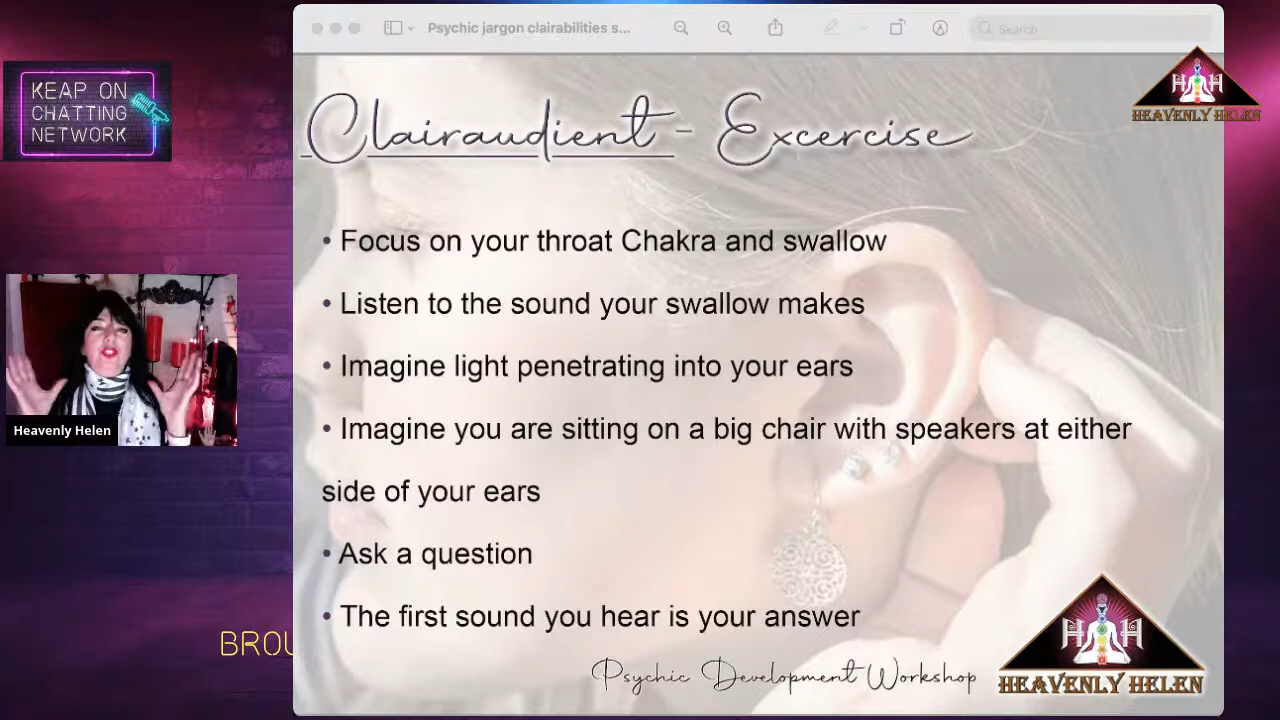 Psychic jargon clairabilities s...
Search
KEAP ON
CHATTING
NETWORK
HH
HEAVENLY HELEN
Clairaudient - Excercise
• Focus on your throat Chakra and swallow
• Listen to the sound your swallow makes
• Imagine light penetrating into your ears
• Imagine you are sitting on a big chair with speakers at either
side of your ears
• Ask a question
• The first sound you hear is your answer
Heavenly Helen
BROU
Psychic Development Workshop
HH
HEAVENLY HELEN